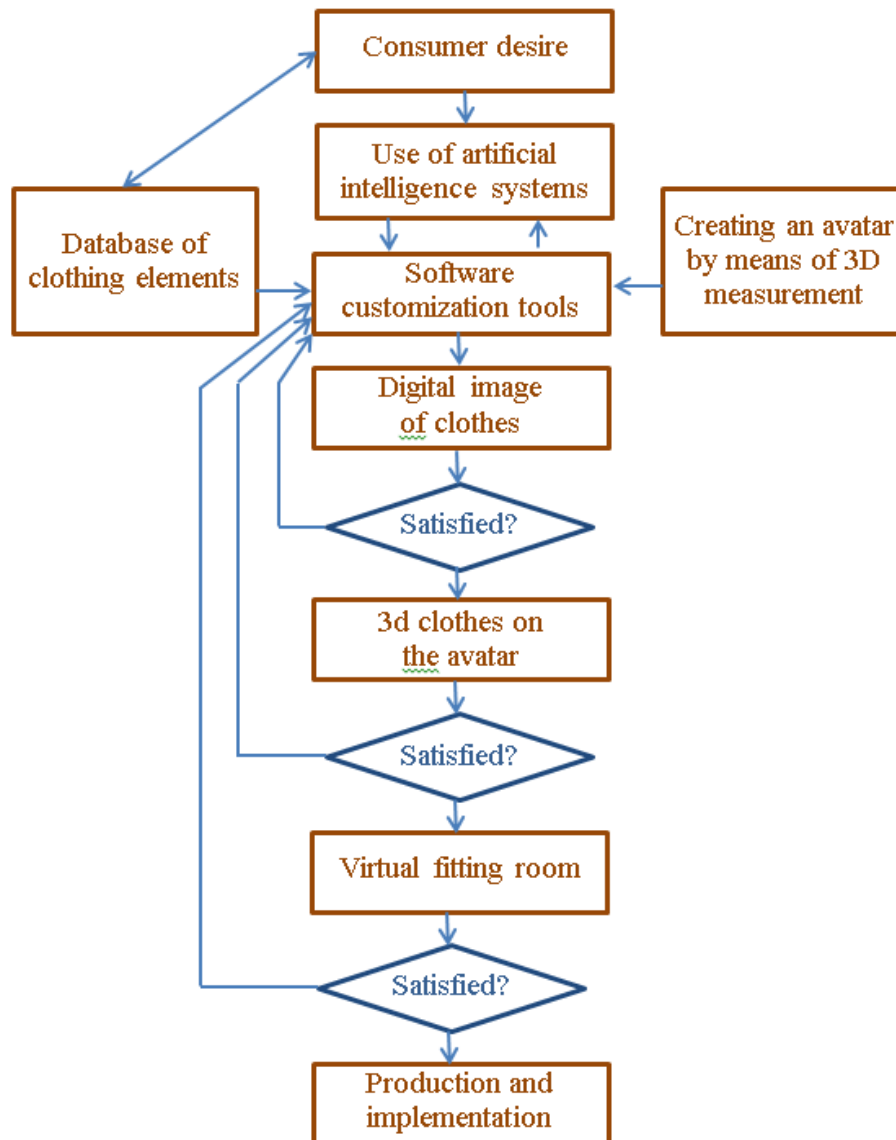 Consumer desire
Use of artificial
intelligence systems
Database of
clothing elements
Creating an avatar
by means of 3D
measurement
Software
customization tools
Digital image
of clothes
Satisfied?
3d clothes on
the avatar
Satisfied?
Virtual fitting room
Satisfied?
Production and
implementation